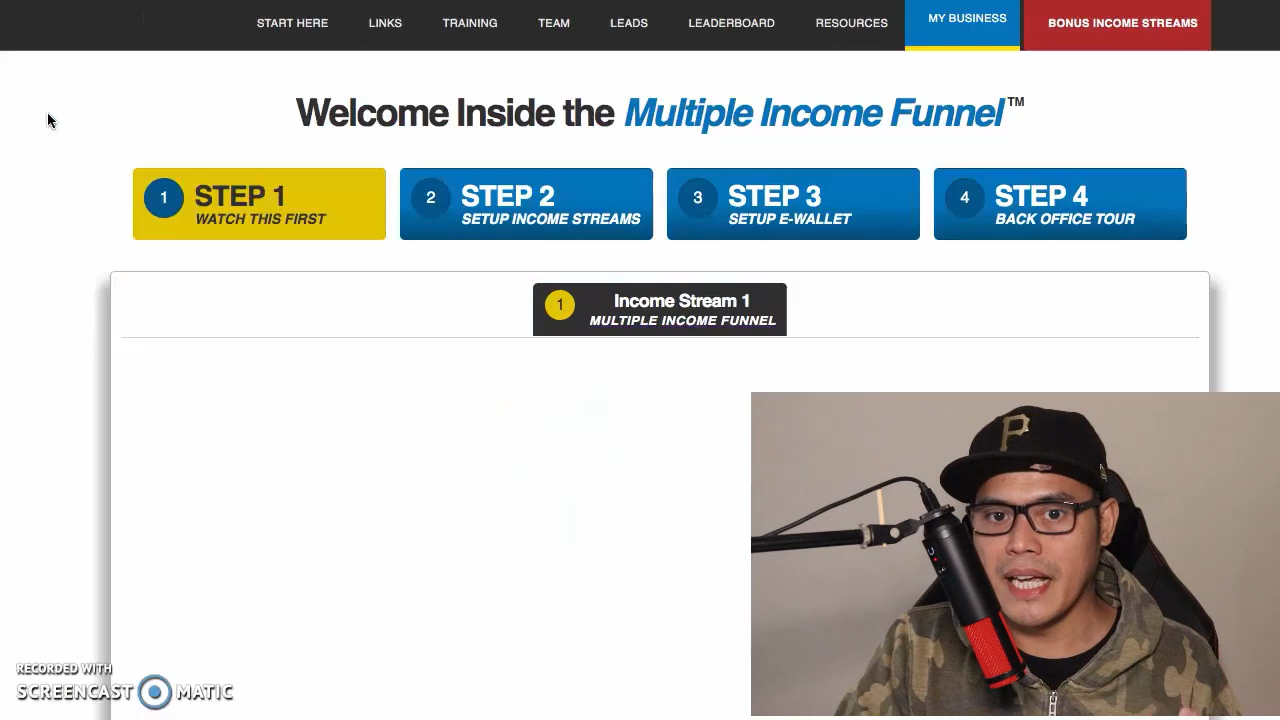 START HERE
LINKS
TRAINING
TEAM
LEADS
LEADERBOARD
RESOURCES
MY BUSINESS
BONUS INCOME STREAMS
Welcome Inside the Multiple Income Funnel™
1
STEP 1
WATCH THIS FIRST
2
STEP 2
SETUP INCOME STREAMS
3
STEP 3
SETUP E-WALLET
4
STEP 4
BACK OFFICE TOUR
1
Income Stream 1
MULTIPLE INCOME FUNNEL
P
RECORDED WITH
SCREENCAST MATIC